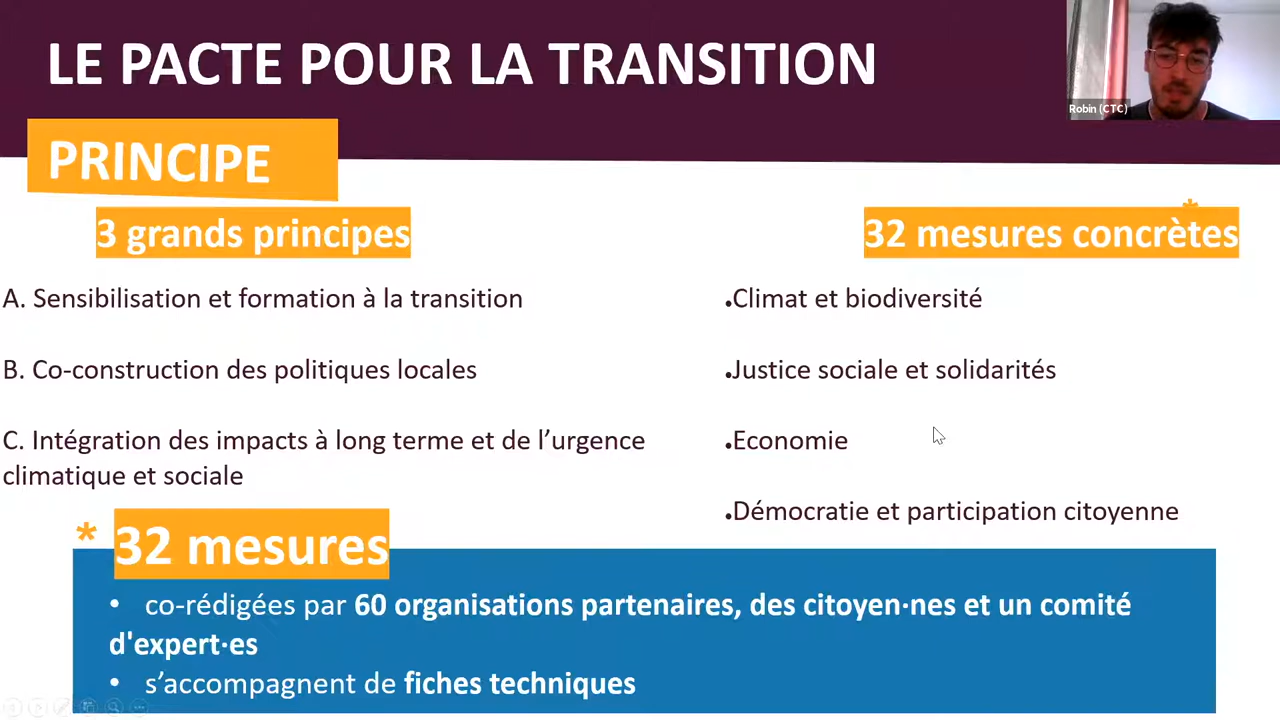 LE PACTE POUR LA TRANSITION
Robin (CTC)
PRINCIPE
3 grands principes
A. Sensibilisation et formation à la transition
B. Co-construction des politiques locales
C. Intégration des impacts à long terme et de l’urgence
climatique et sociale
*
32 mesures concrètes
•Climat et biodiversité
•Justice sociale et solidarités
•Economie
•Démocratie et participation citoyenne
* 32 mesures
• co-rédigées par 60 organisations partenaires, des citoyen·nes et un comité
d'expert·es
• s’accompagnent de fiches techniques